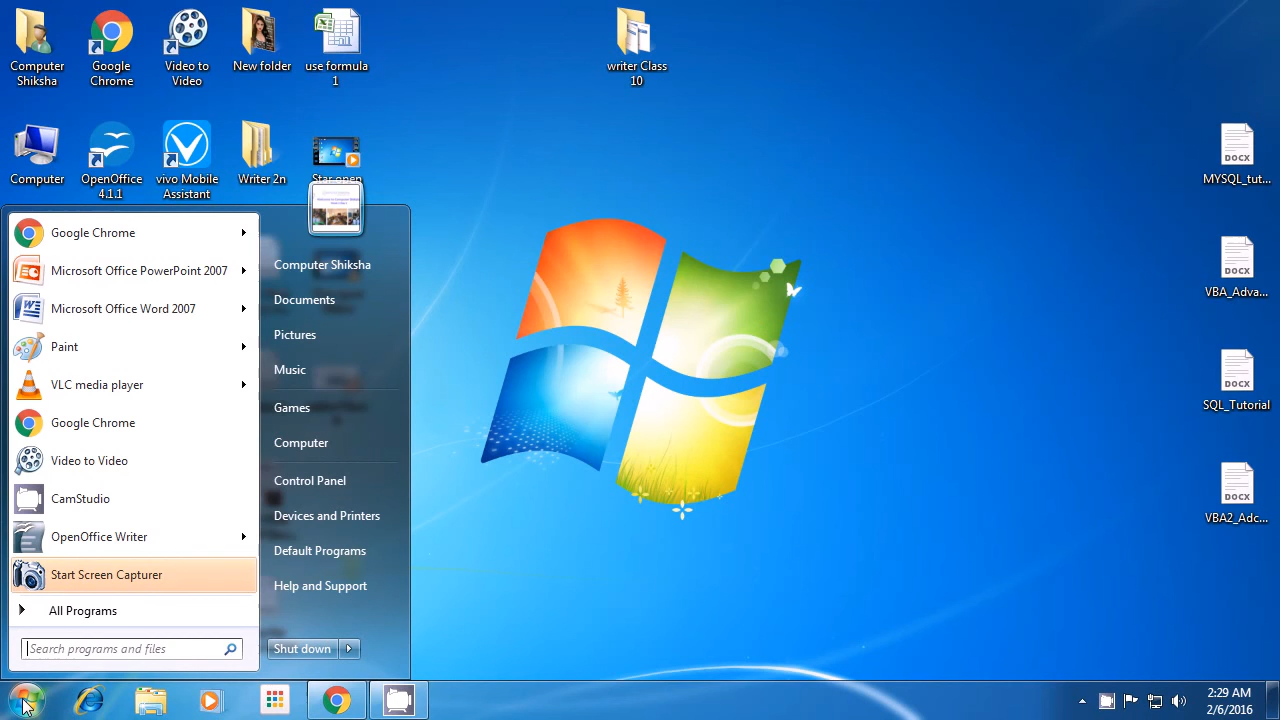 Computer
Shiksha
Google
Chrome
Video to
Video
New folder
use formula
1
writer Class
10
Computer
OpenOffice
4.1.1
vivo Mobile
Assistant
Writer 2n
DOCX
MYSQL_tut...
DOCX
VBA_Adva...
DOCX
SQL_Tutorial
DOCX
VBA2_Adc...
Google Chrome
Microsoft Office PowerPoint 2007
Microsoft Office Word 2007
Paint
VLC media player
Google Chrome
Video to Video
CamStudio
OpenOffice Writer
Start Screen Capturer
All Programs
Search programs and files
Computer Shiksha
Documents
Pictures
Music
Games
Computer
Control Panel
Devices and Printers
Default Programs
Help and Support
Shut down
2:29 AM
2/6/2016